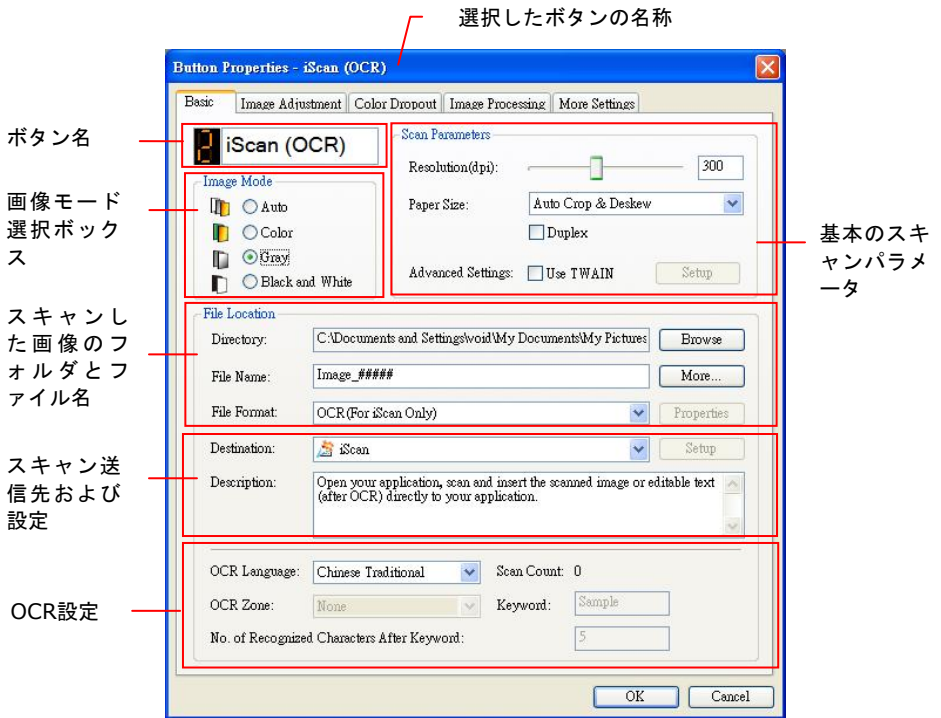 選択したボタンの名称
Button Properties - iScan (OCR)
Basic Image Adjustment Color Dropout Image Processing More Settings
ボタン名
iScan (OCR)
画像モード
選択ボック
ス
Image Mode
Auto
Color
Gray
Black and White
Scan Parameters
Resolution(dpi): 300
Paper Size: Auto Crop & Deskew
Duplex
Advanced Settings: Use TWAIN Setup
基本のスキ
ャンパラメ
ータ
スキャンし
た画像のフ
ォルダとフ
ァイル名
File Location
Directory: C:\Documents and Settings\void\My Documents\My Pictures Browse
File Name: Image_##### More...
File Format: OCR(For iScan Only) Properties
スキャン送
信先および
設定
Destination: iScan Setup
Description: Open your application, scan and insert the scanned image or editable text
(after OCR) directly to your application.
OCR設定
OCR Language: Chinese Traditional Scan Count: 0
OCR Zone: None Keyword: Sample
No. of Recognized Characters After Keyword: 5
OK Cancel